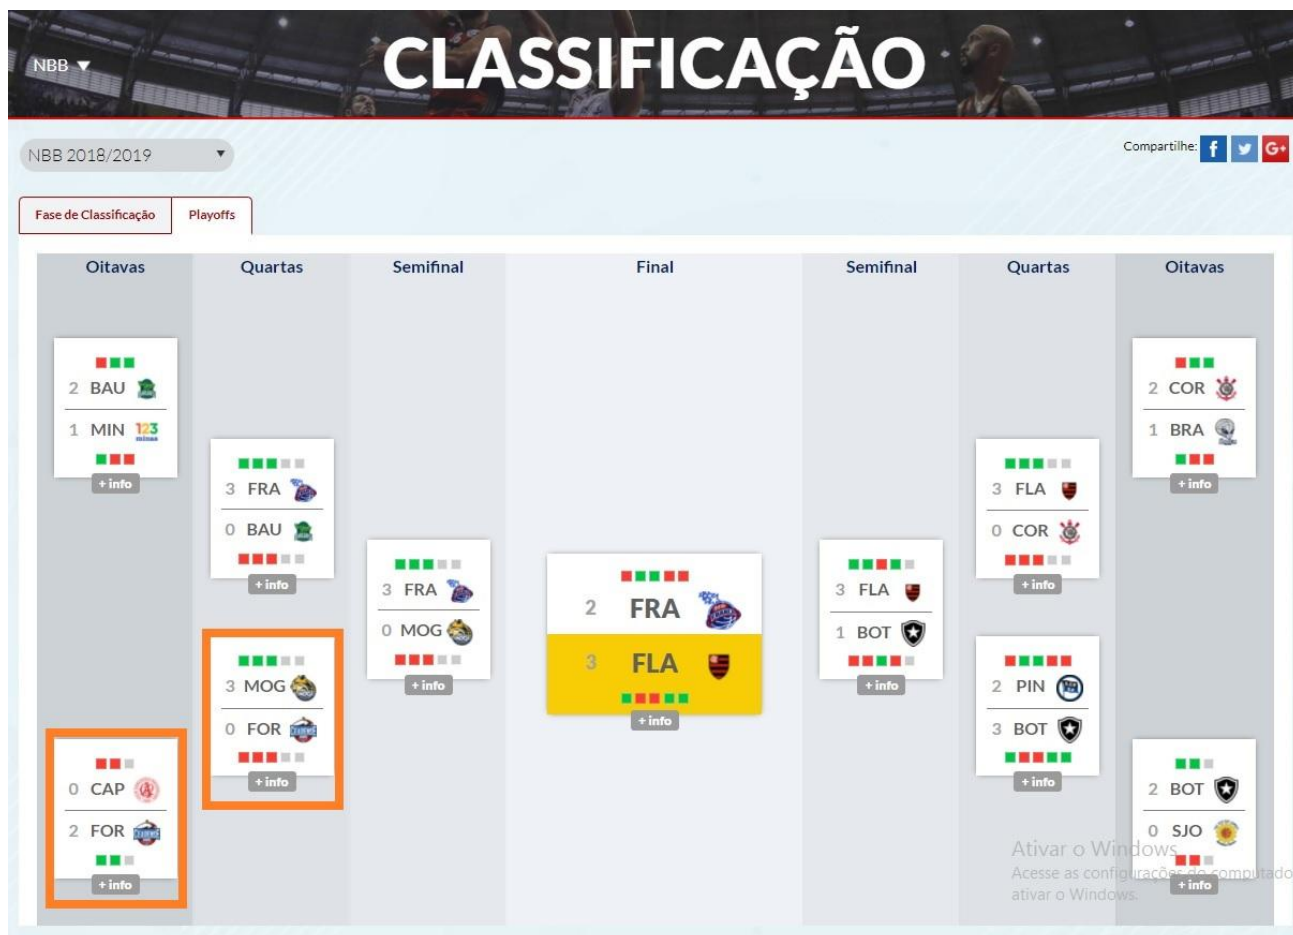 CLASSIFICAÇÃO
NBB ▼
NBB 2018/2019 ▼
Compartilhe: f G+
Fase de Classificação Playoffs
Oitavas Quartas Semifinal Final Semifinal Quartas Oitavas
2 BAU
1 MIN 123 minas
+ info
0 CAP
2 FOR
+ info
3 FRA
0 BAU
+ info
3 MOG
0 FOR
+ info
3 FRA
0 MOG
+ info
2 FRA
3 FLA
+ info
3 FLA
1 BOT
+ info
3 FLA
0 COR
+ info
2 PIN
3 BOT
+ info
2 COR
1 BRA
+ info
2 BOT
0 SJO
+ info
Ativar o Windows
Acesse as configurações do computado
ativar o Windows.